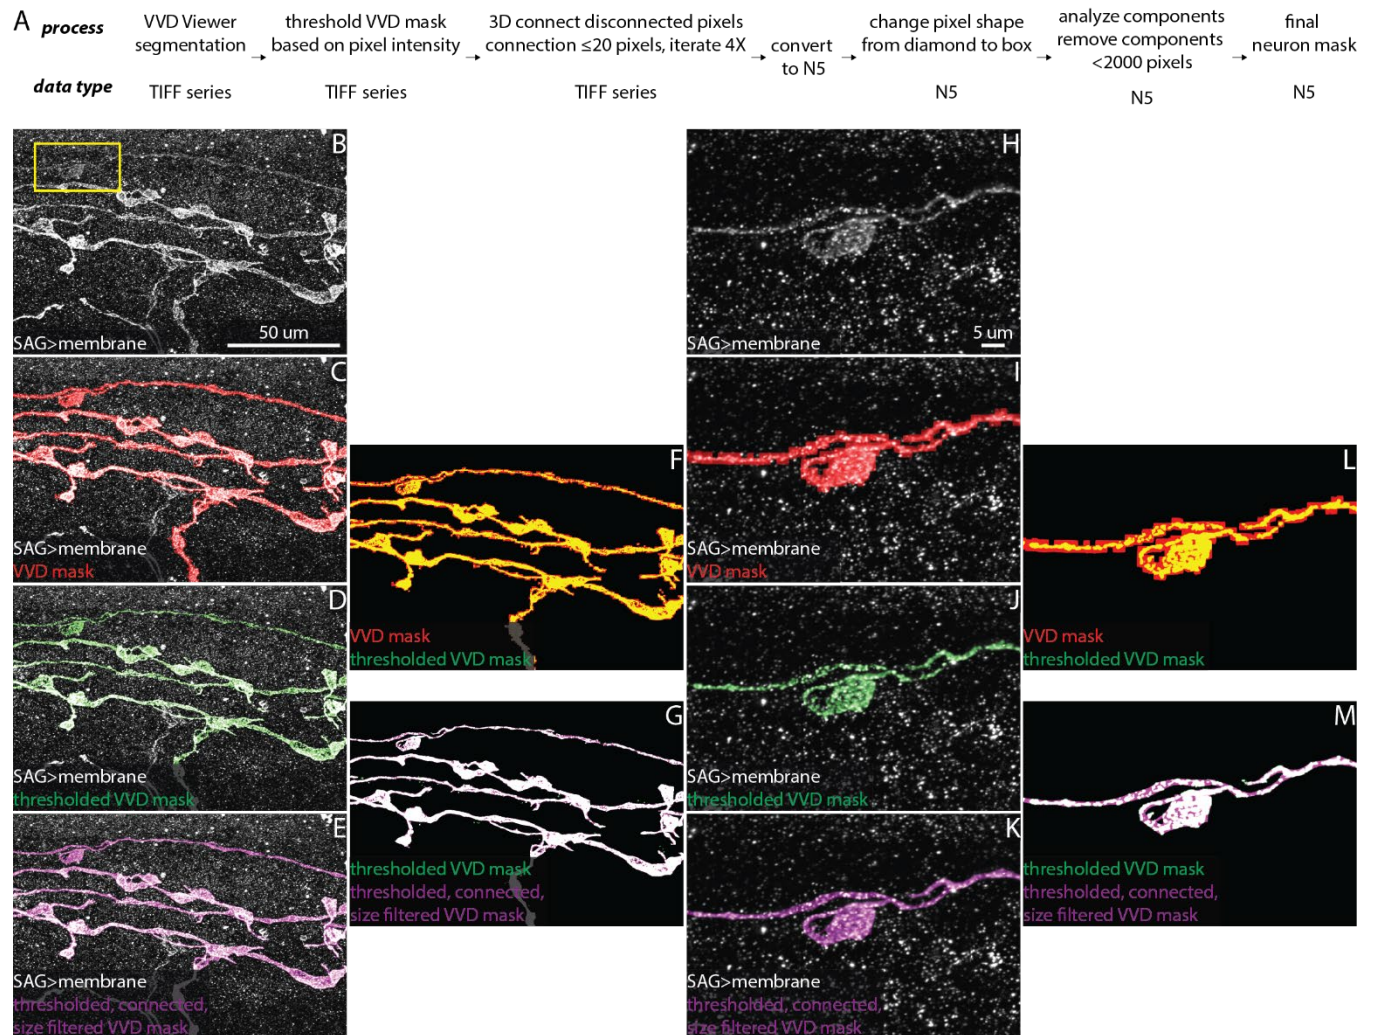 A
process
VVD Viewer
segmentation
threshold VVD mask
based on pixel intensity
3D connect disconnected pixels
connection ≤20 pixels, iterate 4X
convert
to N5
change pixel shape
from diamond to box
analyze components
remove components
<2000 pixels
final
neuron mask
data type
TIFF series
TIFF series
TIFF series
N5
N5
N5
B
50 um
SAG>membrane
C
SAG>membrane
VVD mask
D
SAG>membrane
thresholded VVD mask
E
SAG>membrane
thresholded, connected,
size filtered VVD mask
F
VVD mask
thresholded VVD mask
G
thresholded VVD mask
thresholded, connected,
size filtered VVD mask
H
SAG>membrane
5 um
I
SAG>membrane
VVD mask
J
SAG>membrane
thresholded VVD mask
K
SAG>membrane
thresholded, connected,
size filtered VVD mask
L
VVD mask
thresholded VVD mask
M
thresholded VVD mask
thresholded, connected,
size filtered VVD mask